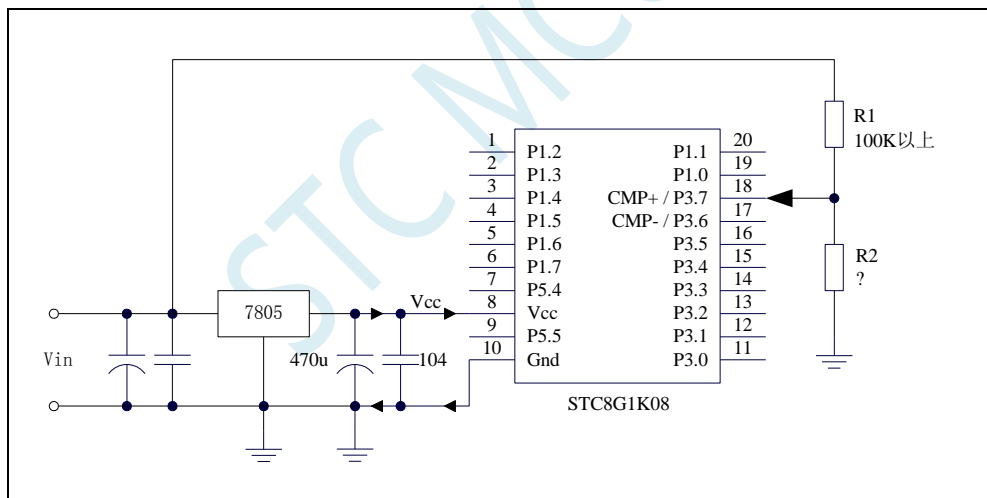 STC MCU
R1
100K以上
R2
?
1 P1.2
2 P1.3
3 P1.4
4 P1.5
5 P1.6
6 P1.7
7 P5.4
8 Vcc
9 P5.5
10 Gnd
P1.1 20
P1.0 19
CMP+ / P3.7 18
CMP- / P3.6 17
P3.5 16
P3.4 15
P3.3 14
P3.2 13
P3.1 12
P3.0 11
STC8G1K08
7805
Vcc
Vin
470u
104